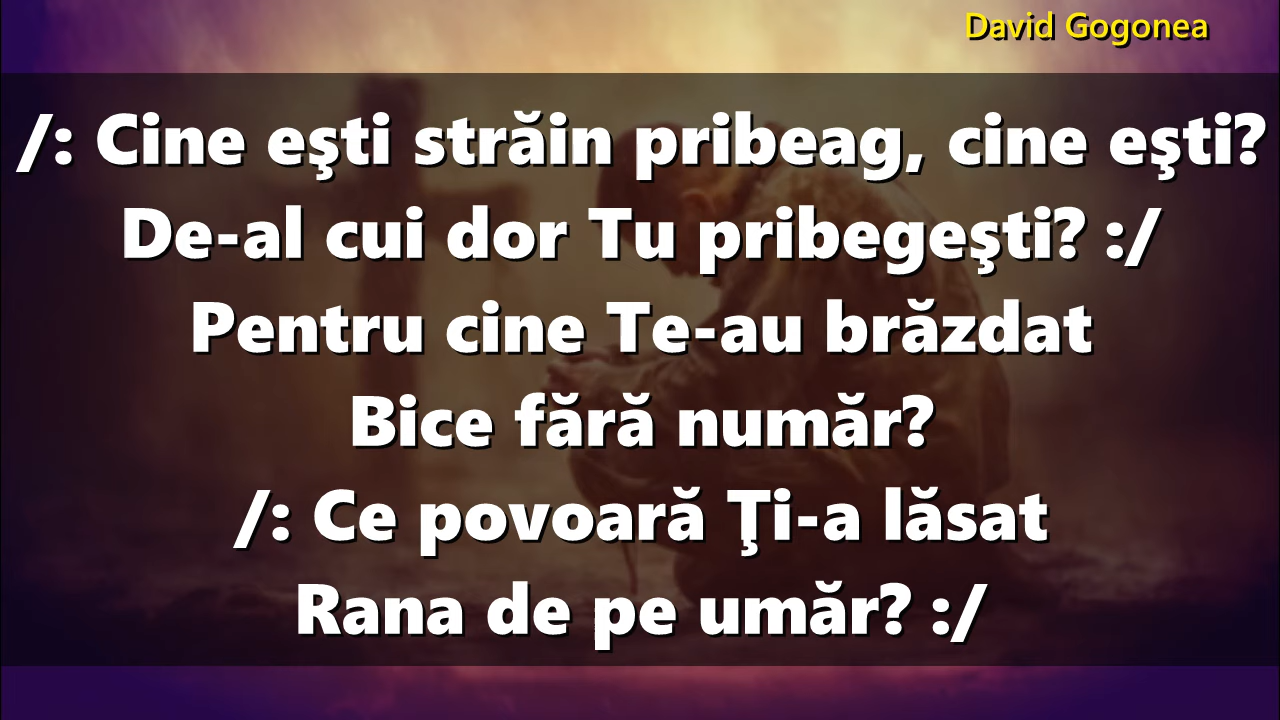 David Gogonea
/: Cine eşti străin pribeag, cine eşti?
De-al cui dor Tu pribegeşti? :/
Pentru cine Te-au brăzdat
Bice fără număr?
/: Ce povoară Ţi-a lăsat
Rana de pe umăr? :/